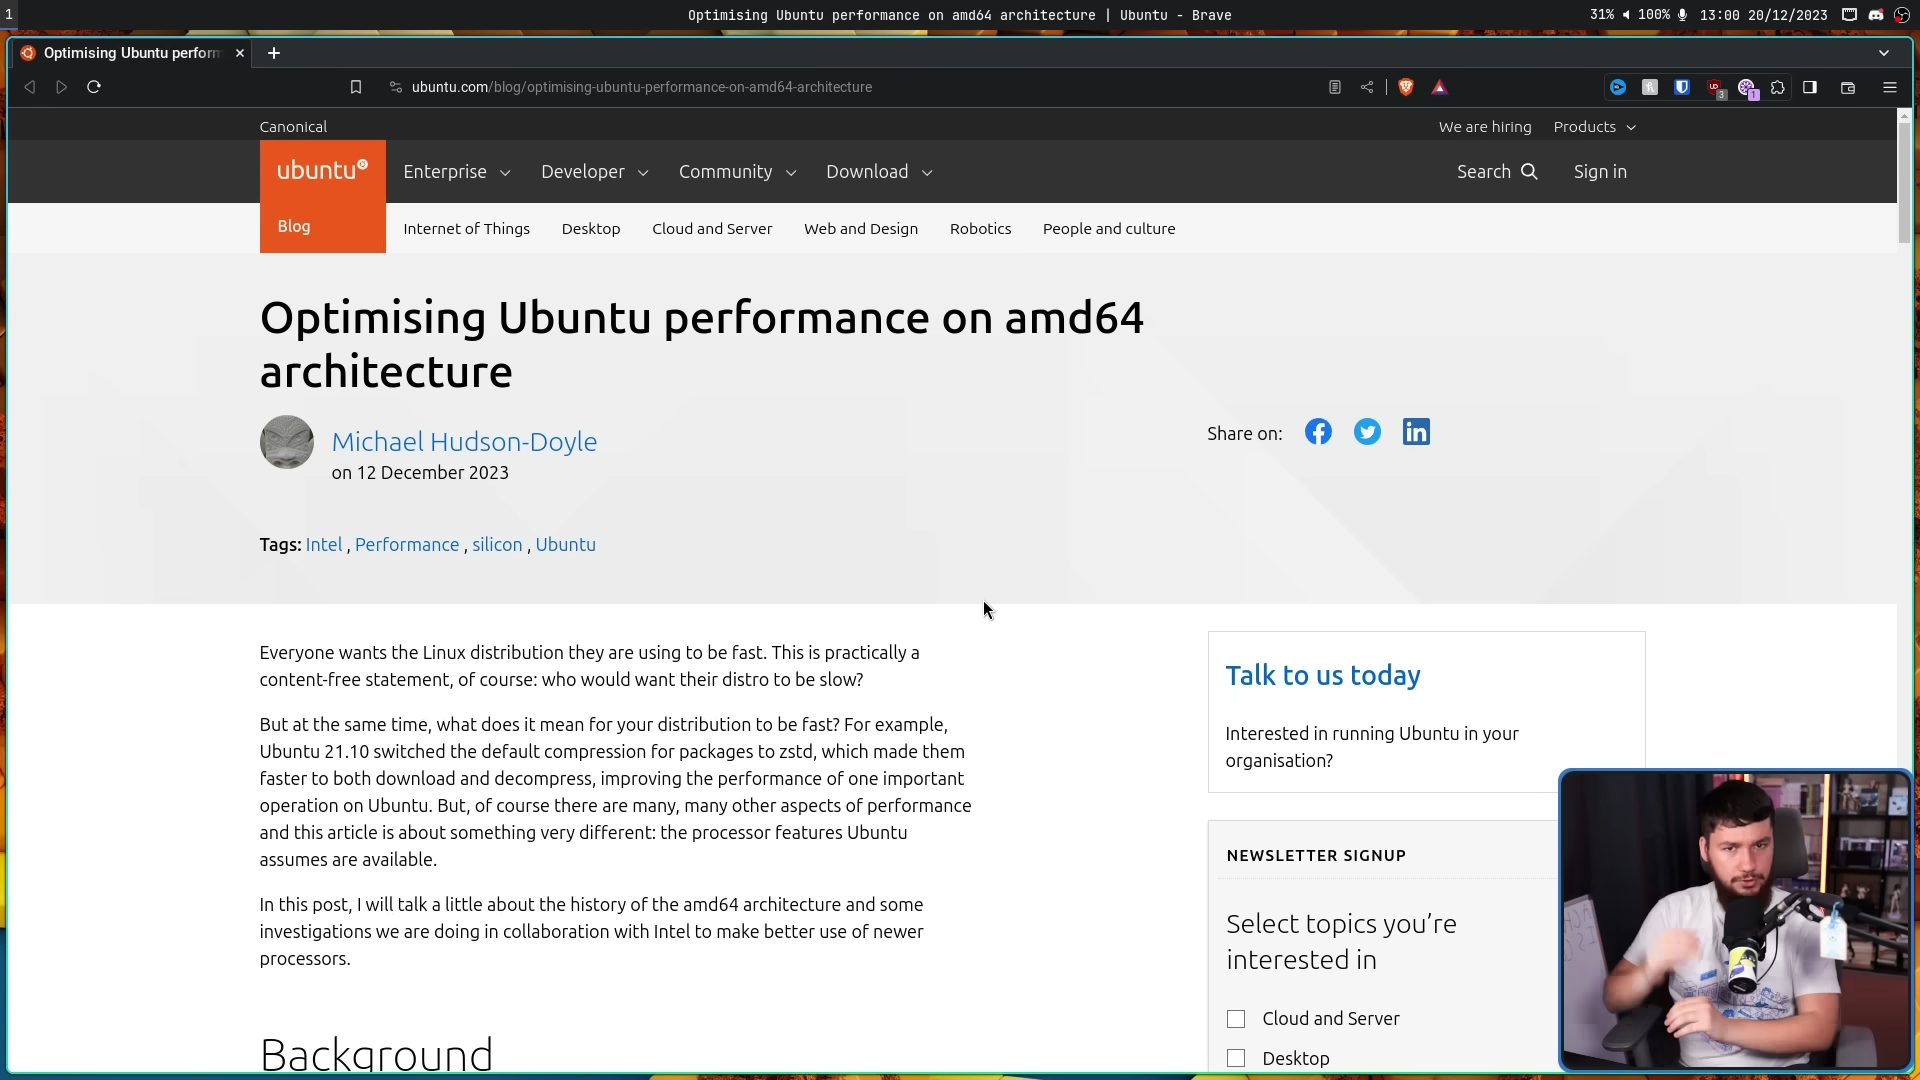 1
Optimising Ubuntu performance on amd64 architecture | Ubuntu - Brave
31% 100% 13:00 20/12/2023
Optimising Ubuntu perforn
ubuntu.com/blog/optimising-ubuntu-performance-on-amd64-architecture
3
1
Canonical
We are hiring
Products
ubuntu
Enterprise
Developer
Community
Download
Search
Sign in
Blog
Internet of Things
Desktop
Cloud and Server
Web and Design
Robotics
People and culture
Optimising Ubuntu performance on amd64
architecture
Michael Hudson-Doyle
on 12 December 2023
Share on:
Tags: Intel , Performance , silicon , Ubuntu
Everyone wants the Linux distribution they are using to be fast. This is practically a
content-free statement, of course: who would want their distro to be slow?
But at the same time, what does it mean for your distribution to be fast? For example,
Ubuntu 21.10 switched the default compression for packages to zstd, which made them
faster to both download and decompress, improving the performance of one important
operation on Ubuntu. But, of course there are many, many other aspects of performance
and this article is about something very different: the processor features Ubuntu
assumes are available.
In this post, I will talk a little about the history of the amd64 architecture and some
investigations we are doing in collaboration with Intel to make better use of newer
processors.
Background
Talk to us today
Interested in running Ubuntu in your
organisation?
NEWSLETTER SIGNUP
Select topics you're
interested in
Cloud and Server
Desktop